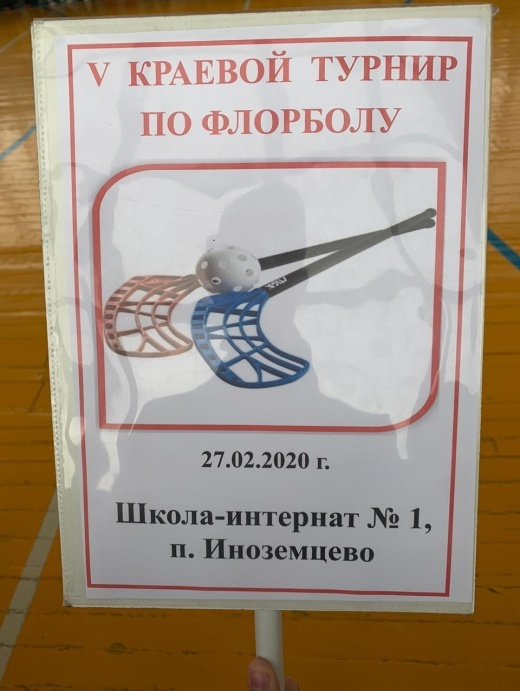 V КРАЕВОЙ ТУРНИР
ПО ФЛОРБОЛУ
27.02.2020 г.
Школа-интернат № 1,
п. Иноземцево